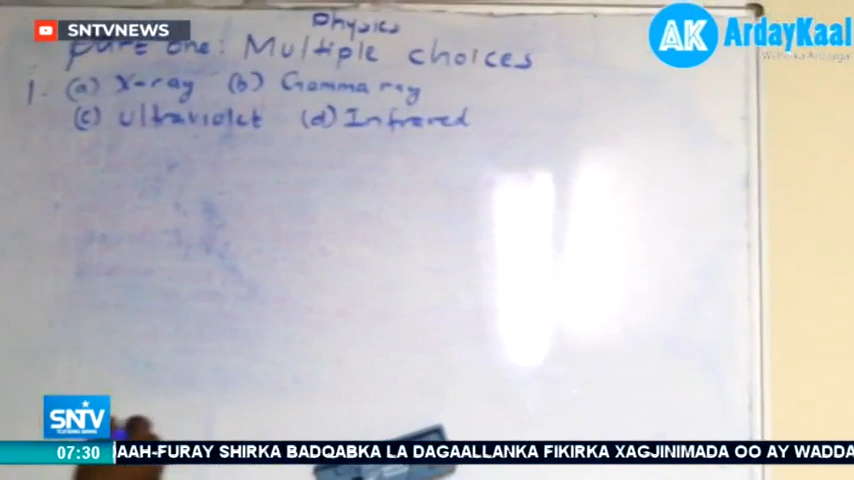 SNTVNEWS
AK ArdayKaal
Physics
part one: Multiple choices
1. (a) X-ray (b) Gamma ray
(c) ultraviolet (d) Infrared
SNTV
07:30 IAAH-FURAY SHIRKA BADQABKA LA DAGAALLANKA FIKIRKA XAGJINIMADA OO AY WADDA